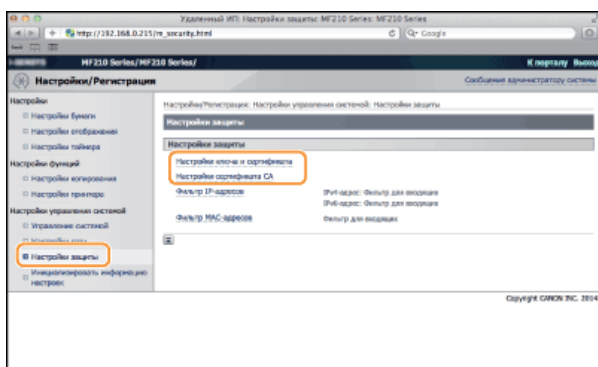 Удаленный ИП: Настройки защиты: MF210 Series: MF210 Series
http://192.168.0.215/m_security.html
Google
MF210 Series/MF210 Series/
К порталу
Настройки/Регистрация
Сообщение администратору системы
Настройки
Настройки бумаги
Настройки отображения
Настройки таймера
Настройки функций
Настройки копирования
Настройки принтера
Настройки управления системой
Управление системой
Настройки защиты
Инициализировать информацию
настроек
Настройки/Регистрация: Настройки управления системой: Настройки защиты
Настройки защиты
Настройки защиты
Настройки ключа и сертификата
Настройки сертификата CA
Фильтр IP-адресов
IPv4-адрес: Фильтр для входящих
IPv6-адрес: Фильтр для входящих
Фильтр MAC-адресов
Фильтр для входящих
Copyright CANON INC. 2014